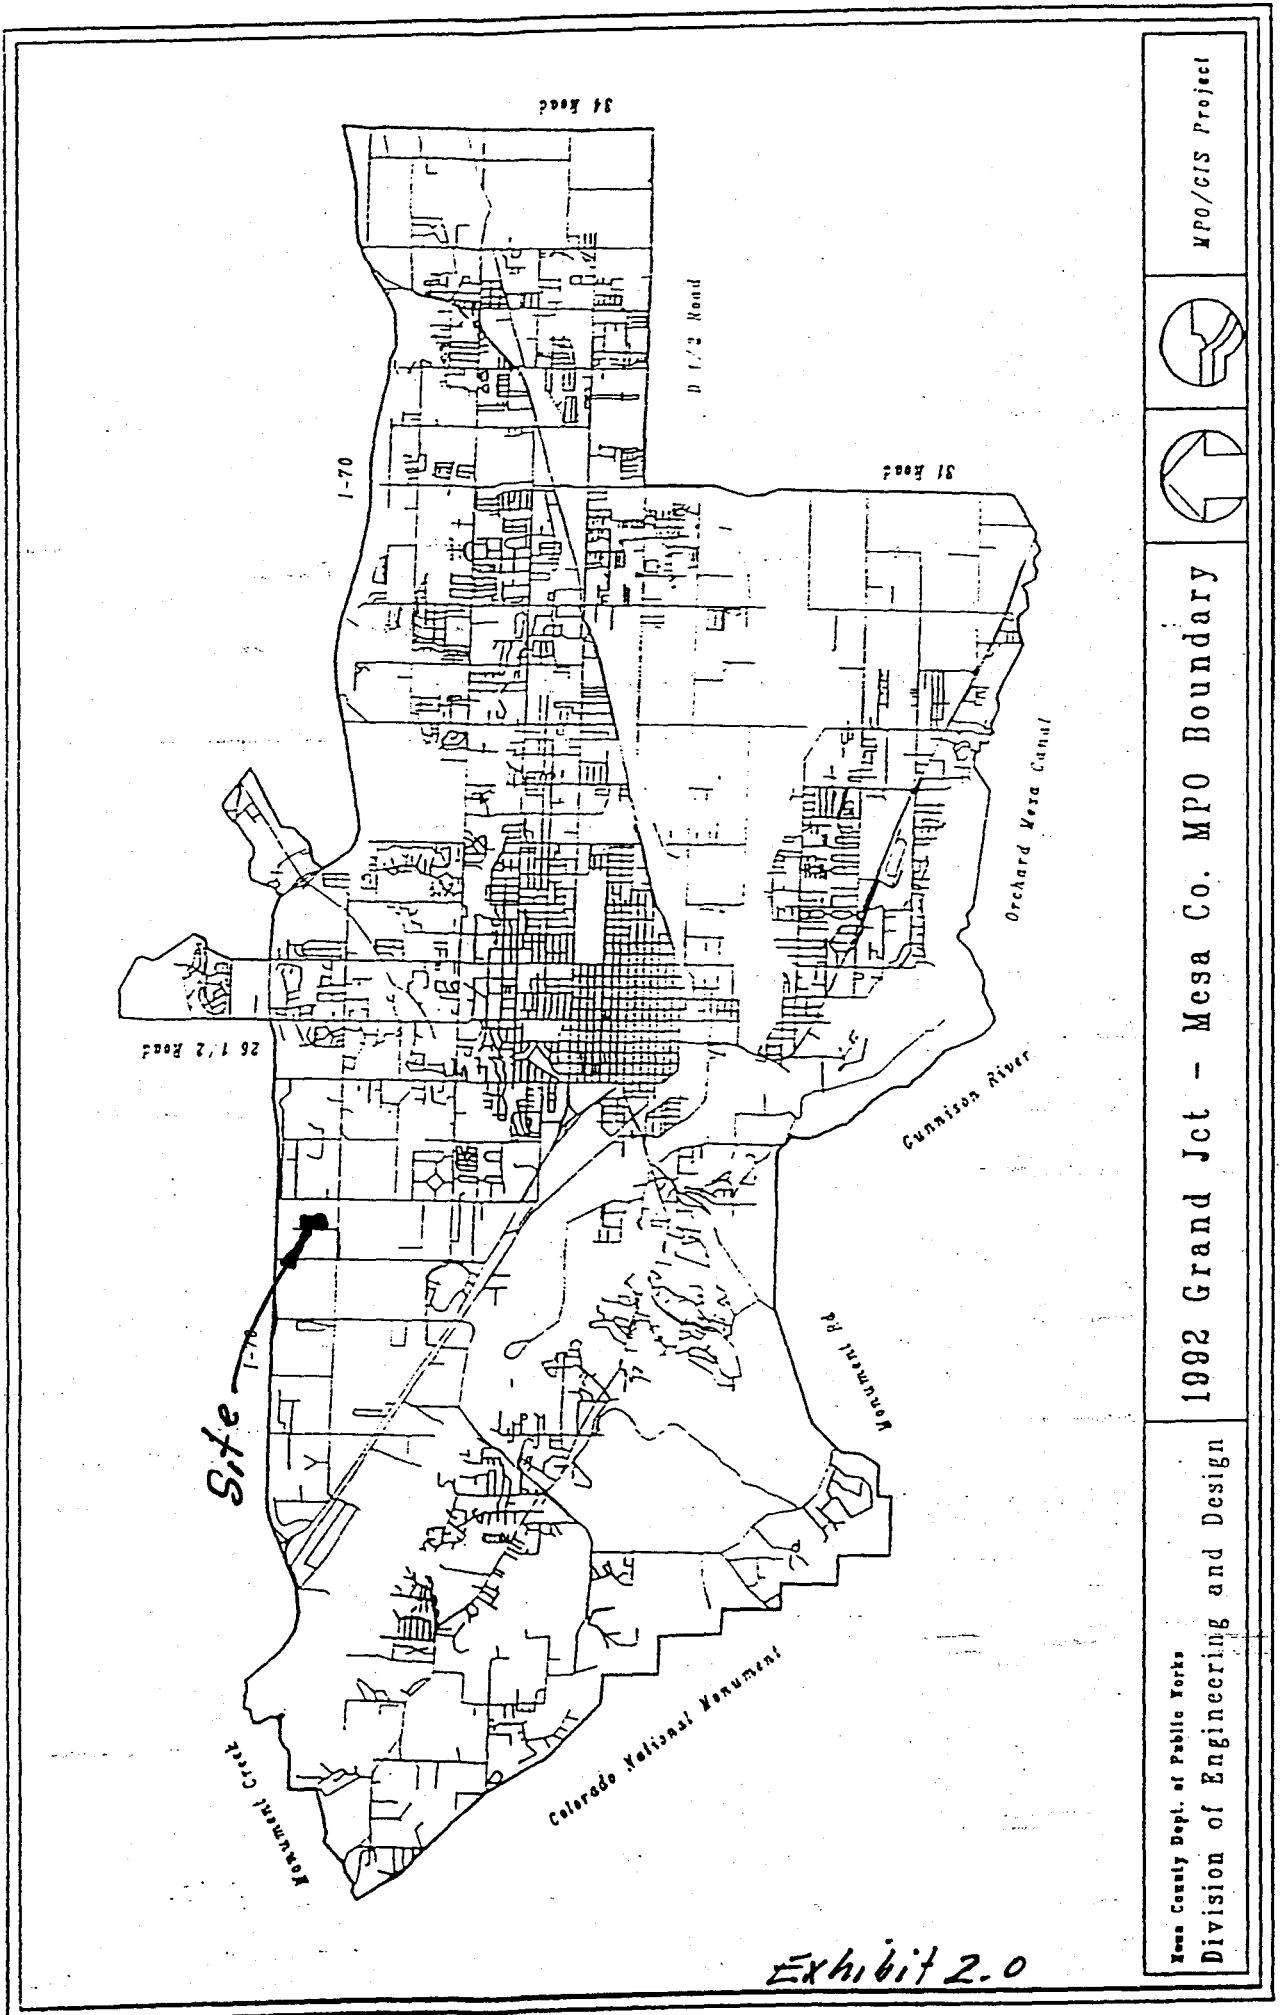 34 Road
I-70
D 1/2 Road
31 Road
26 1/2 Road
Orchard Mesa Canal
Gunnison River
I-70
Site
Monument Rd
Colorado National Monument
Monument Creek
Exhibit 2.0
Mesa County Dept. of Public Works
Division of Engineering and Design
1992 Grand Jct - Mesa Co. MPO Boundary
MPO/GIS Project